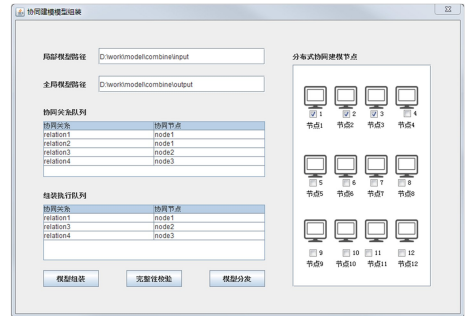 协同建模模型组装
局部模型路径 D:\work\model\combine\input
全局模型路径 D:\work\model\combine\output
协同关系队列
协同关系 协同节点
relation1 node1
relation2 node1
relation3 node2
relation4 node3
组装执行队列
协同关系 协同节点
relation1 node1
relation3 node2
relation4 node3
模型组装 完整性校验 模型分发
分布式协同建模节点
1 2 3 4
节点1 节点2 节点3 节点4
5 6 7 8
节点5 节点6 节点7 节点8
9 10 11 12
节点9 节点10 节点11 节点12